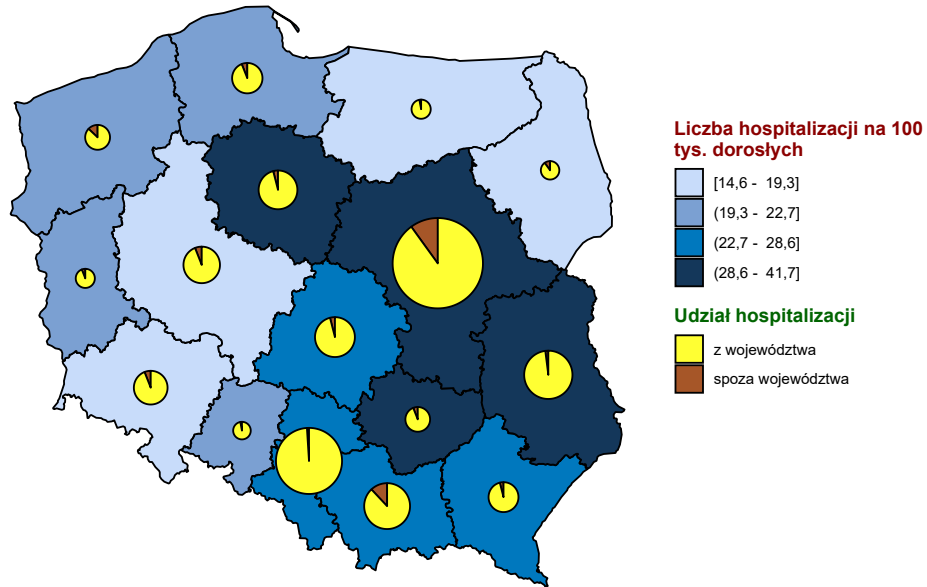 Liczba hospitalizacji na 100
tys. dorosłych
[14,6 - 19,3]
(19,3 - 22,7]
(22,7 - 28,6]
(28,6 - 41,7]
Udział hospitalizacji
z województwa
spoza województwa